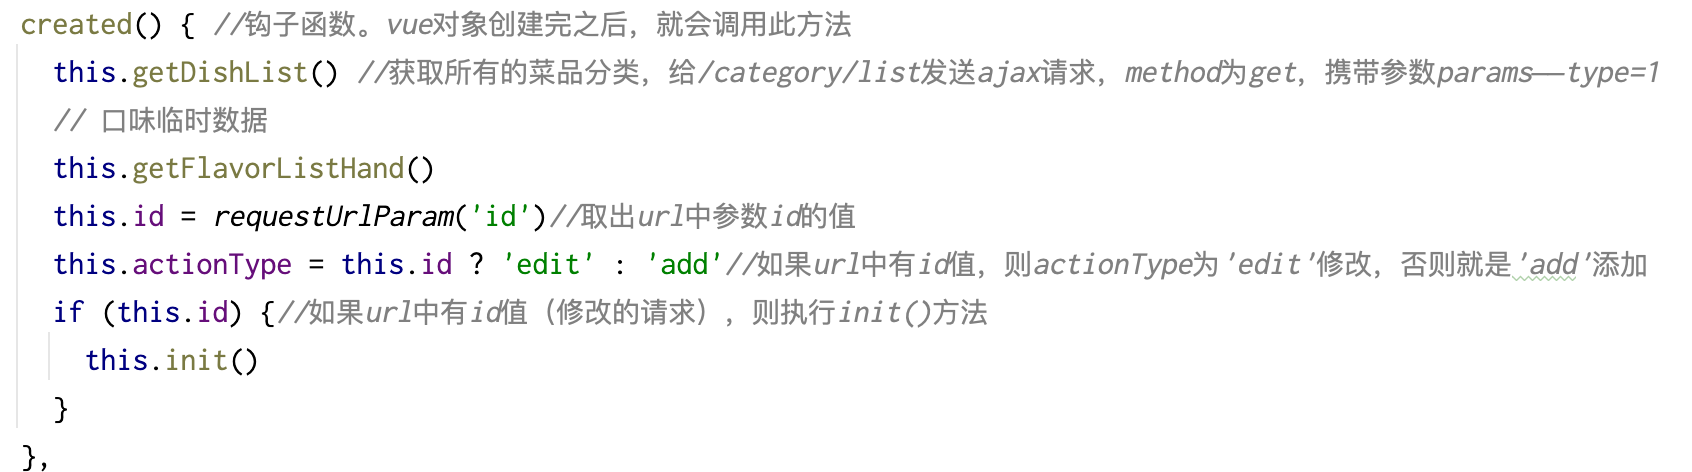 created() { //钩子函数。vue对象创建完之后，就会调用此方法
this.getDishList() //获取所有的菜品分类，给/category/list发送ajax请求，method为get，携带参数params——type=1
// 口味临时数据
this.getFlavorListHand()
this.id = requestUrlParam('id')//取出url中参数id的值
this.actionType = this.id ? 'edit' : 'add'//如果url中有id值，则actionType为'edit'修改，否则就是'add'添加
if (this.id) {//如果url中有id值（修改的请求），则执行init()方法
this.init()
}
},